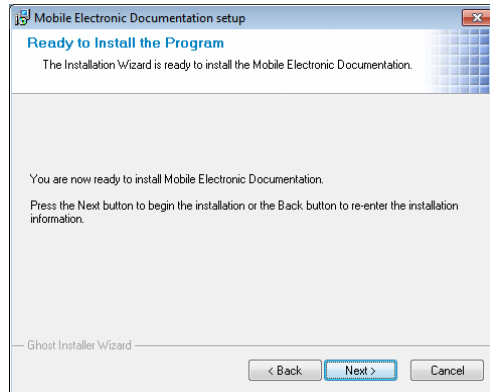 Mobile Electronic Documentation setup
Ready to Install the Program
The Installation Wizard is ready to install the Mobile Electronic Documentation.
You are now ready to install Mobile Electronic Documentation.
Press the Next button to begin the installation or the Back button to re-enter the installation
information.
Ghost Installer Wizard
< Back Next > Cancel